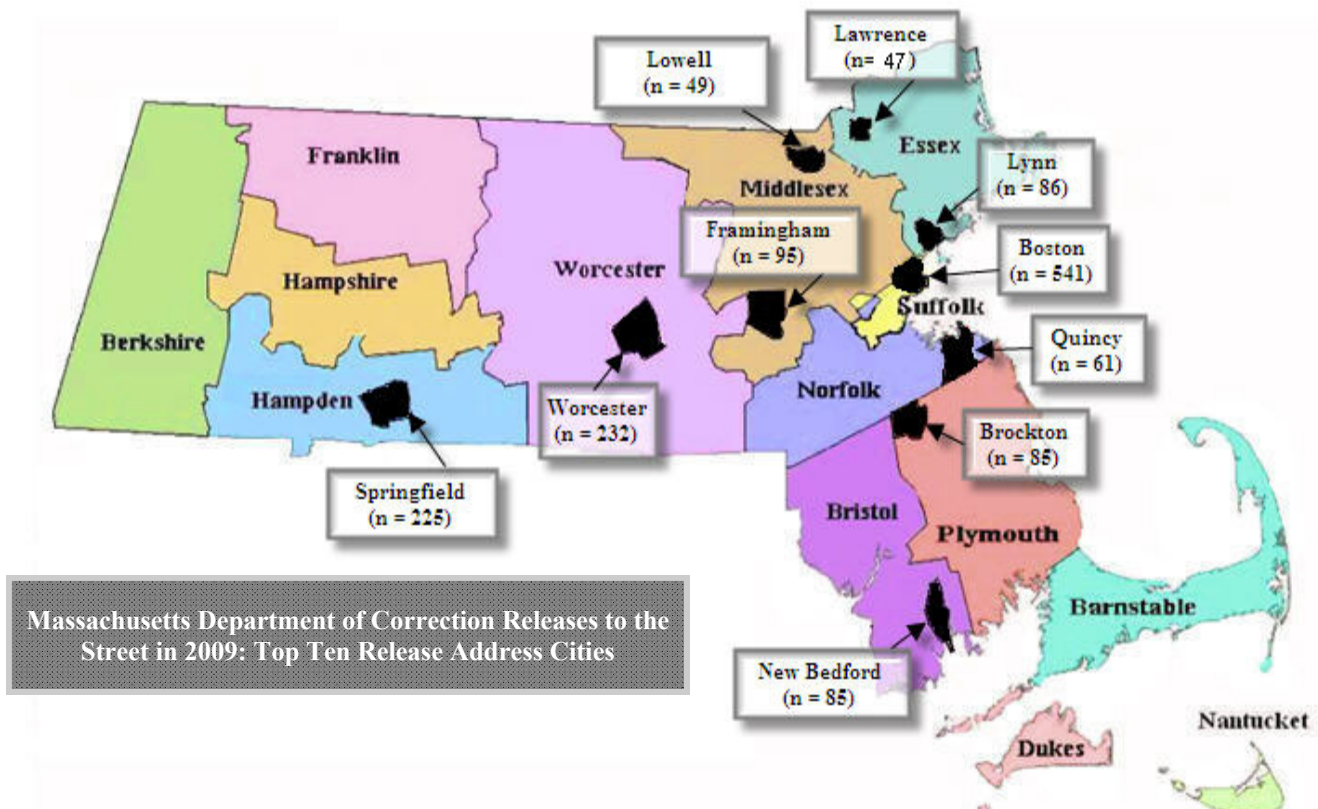 Lawrence
(n= 47)
Lowell
(n = 49)
Essex
Franklin
Lynn
(n = 86)
Middlesex
Framingham
(n = 95)
Boston
(n = 541)
Worcester
Hampshire
Suffolk
Berkshire
Quincy
(n = 61)
Hampden
Norfolk
Worcester
(n = 232)
Brockton
(n = 85)
Springfield
(n = 225)
Bristol
Plymouth
Barnstable
Massachusetts Department of Correction Releases to the
Street in 2009: Top Ten Release Address Cities
New Bedford
(n = 85)
Nantucket
Dukes